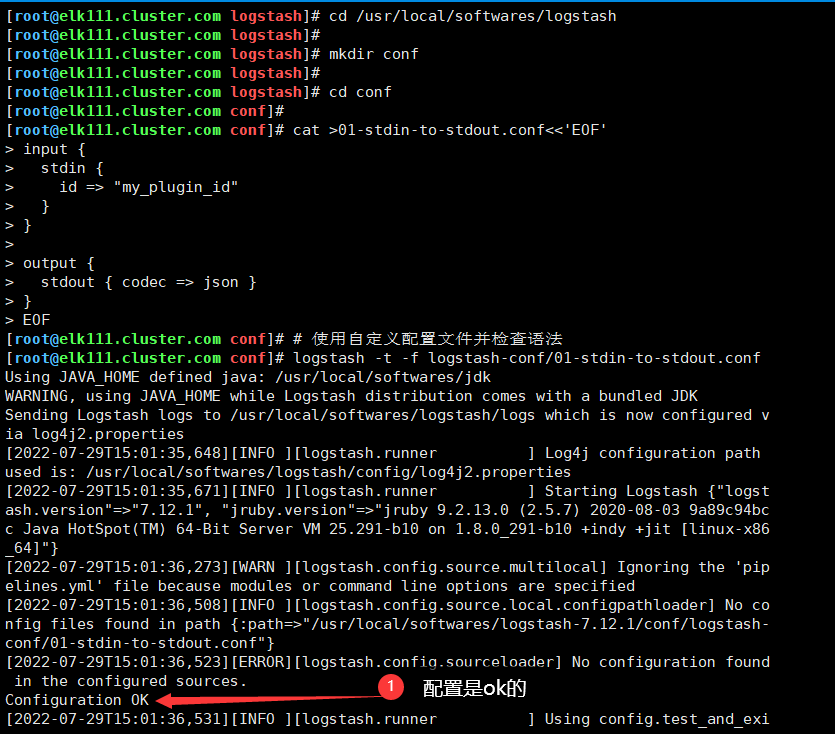 [root@elk111.cluster.com logstash]# cd /usr/local/softwares/logstash
[root@elk111.cluster.com logstash]#
[root@elk111.cluster.com logstash]# mkdir conf
[root@elk111.cluster.com logstash]#
[root@elk111.cluster.com logstash]# cd conf
[root@elk111.cluster.com conf]#
[root@elk111.cluster.com conf]# cat >01-stdin-to-stdout.conf<<'EOF'
> input {
>   stdin {
>     id => "my_plugin_id"
>   }
> }
>
> output {
>   stdout { codec => json }
> }
> EOF
[root@elk111.cluster.com conf]# # 使用自定义配置文件并检查语法
[root@elk111.cluster.com conf]# logstash -t -f logstash-conf/01-stdin-to-stdout.conf
Using JAVA_HOME defined java: /usr/local/softwares/jdk
WARNING, using JAVA_HOME while Logstash distribution comes with a bundled JDK
Sending Logstash logs to /usr/local/softwares/logstash/logs which is now configured v
ia log4j2.properties
[2022-07-29T15:01:35,648][INFO ][logstash.runner          ] Log4j configuration path
used is: /usr/local/softwares/logstash/config/log4j2.properties
[2022-07-29T15:01:35,671][INFO ][logstash.runner          ] Starting Logstash {"logst
ash.version"=>"7.12.1", "jruby.version"=>"jruby 9.2.13.0 (2.5.7) 2020-08-03 9a89c94bc
c Java HotSpot(TM) 64-Bit Server VM 25.291-b10 on 1.8.0_291-b10 +indy +jit [linux-x86
_64]"}
[2022-07-29T15:01:36,273][WARN ][logstash.config.source.multilocal] Ignoring the 'pip
elines.yml' file because modules or command line options are specified
[2022-07-29T15:01:36,508][INFO ][logstash.config.source.local.configpathloader] No co
nfig files found in path {:path=>"/usr/local/softwares/logstash-7.12.1/conf/logstash-
conf/01-stdin-to-stdout.conf"}
[2022-07-29T15:01:36,523][ERROR][logstash.config.sourceloader] No configuration found
 in the configured sources.
Configuration OK 1 配置是ok的
[2022-07-29T15:01:36,531][INFO ][logstash.runner          ] Using config.test_and_exi